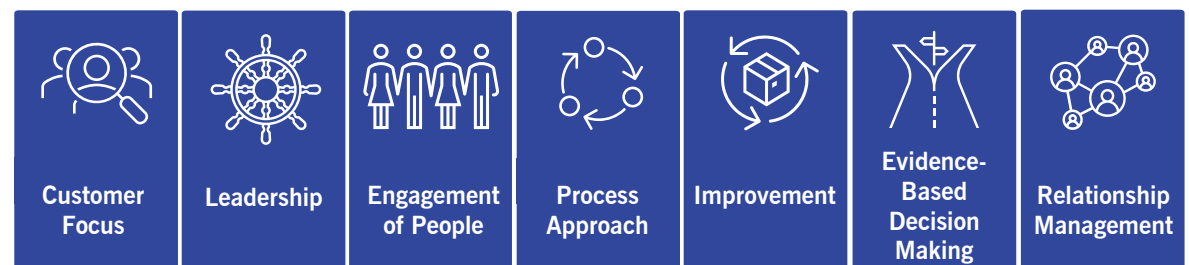 Customer
Focus
Leadership
Engagement
of People
Process
Approach
Improvement
Evidence-
Based
Decision
Making
Relationship
Management